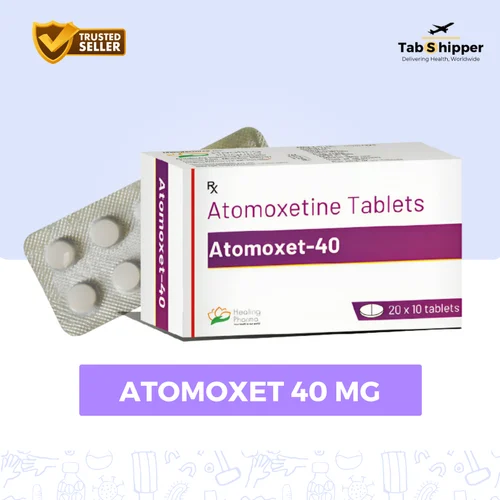 TRUSTED
SELLER
Tab Shipper
Delivering Health, Worldwide
Rx
Atomoxetine Tablets
Atomoxet-40
Atomoxet-40
Healing
Pharma
20 x 10 tablets
ATOMOXET 40 MG